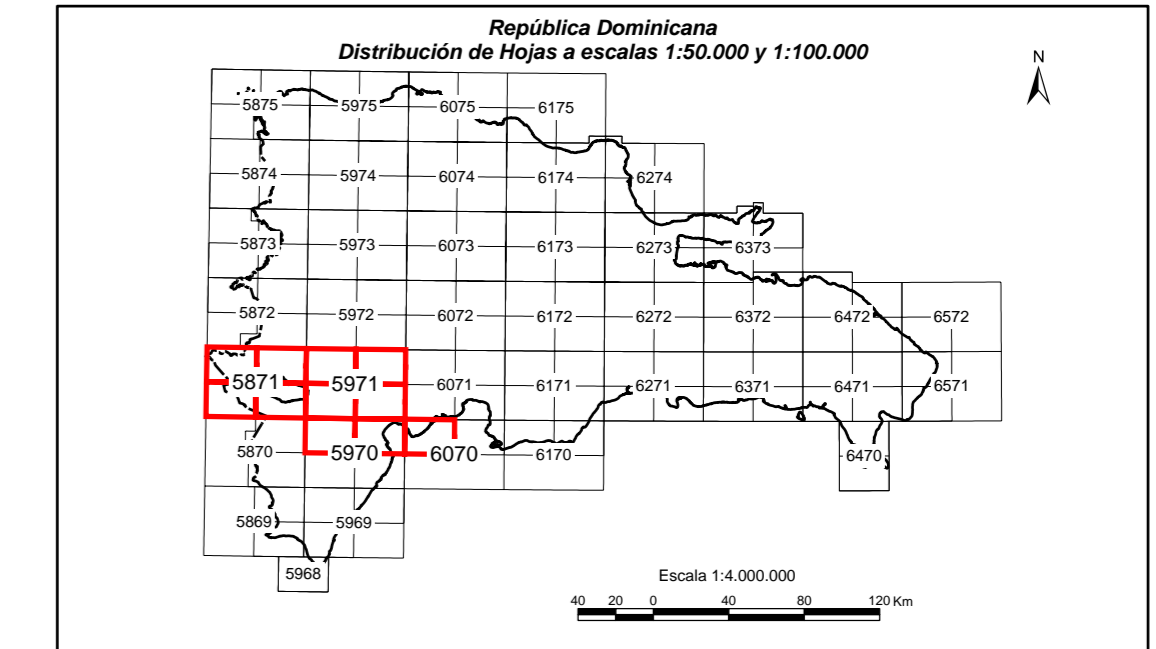 República Dominicana
Distribución de Hojas a escalas 1:50.000 y 1:100.000
N
5875 5975 6075 6175
5874 5974 6074 6174 6274
5873 5973 6073 6173 6273 6373
5872 5972 6072 6172 6272 6372 6472 6572
5871 5971 6071 6171 6271 6371 6471 6571
5870 5970 6070 6170 6470
5869 5969
5968
Escala 1:4.000.000
40 20 0 40 80 120 Km